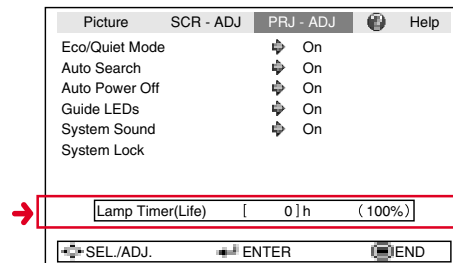 Picture SCR - ADJ PRJ - ADJ ? Help
Eco/Quiet Mode On
Auto Search On
Auto Power Off On
Guide LEDs On
System Sound On
System Lock
Lamp Timer(Life) [ 0 ] h (100%)
SEL./ADJ. ENTER END